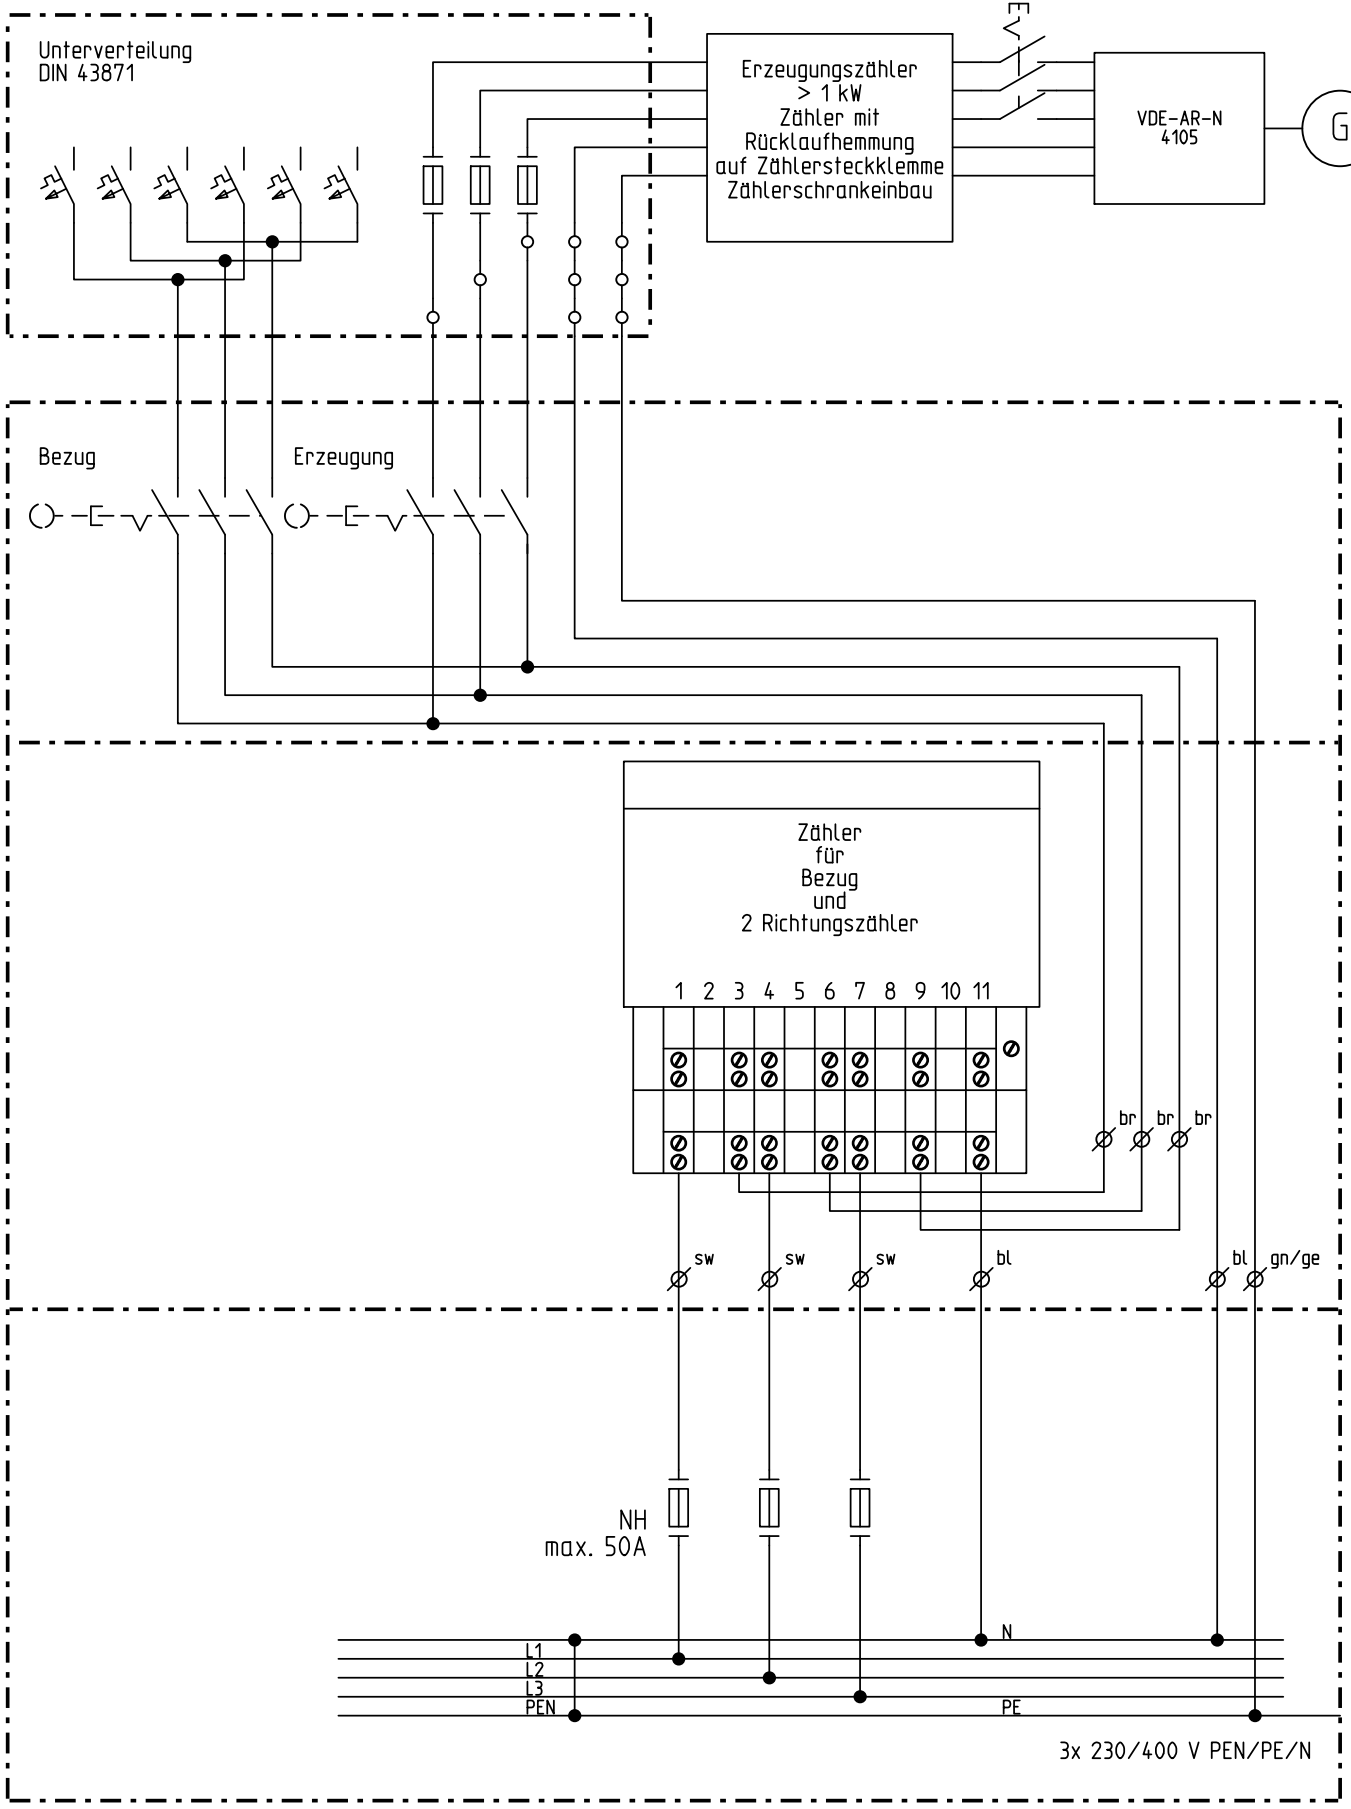 Unterverteilung
DIN 43871
Erzeugungszähler
> 1 kW
Zähler mit
Rücklaufhemmung
auf Zählersteckklemme
Zählerschrankeinbau
VDE-AR-N
4105
G
Bezug
Erzeugung
Zähler
für
Bezug
und
2 Richtungszähler
1 2 3 4 5 6 7 8 9 10 11
br br br
sw sw sw bl bl gn/ge
NH
max. 50A
N
L1
L2
L3
PEN PE
3x 230/400 V PEN/PE/N